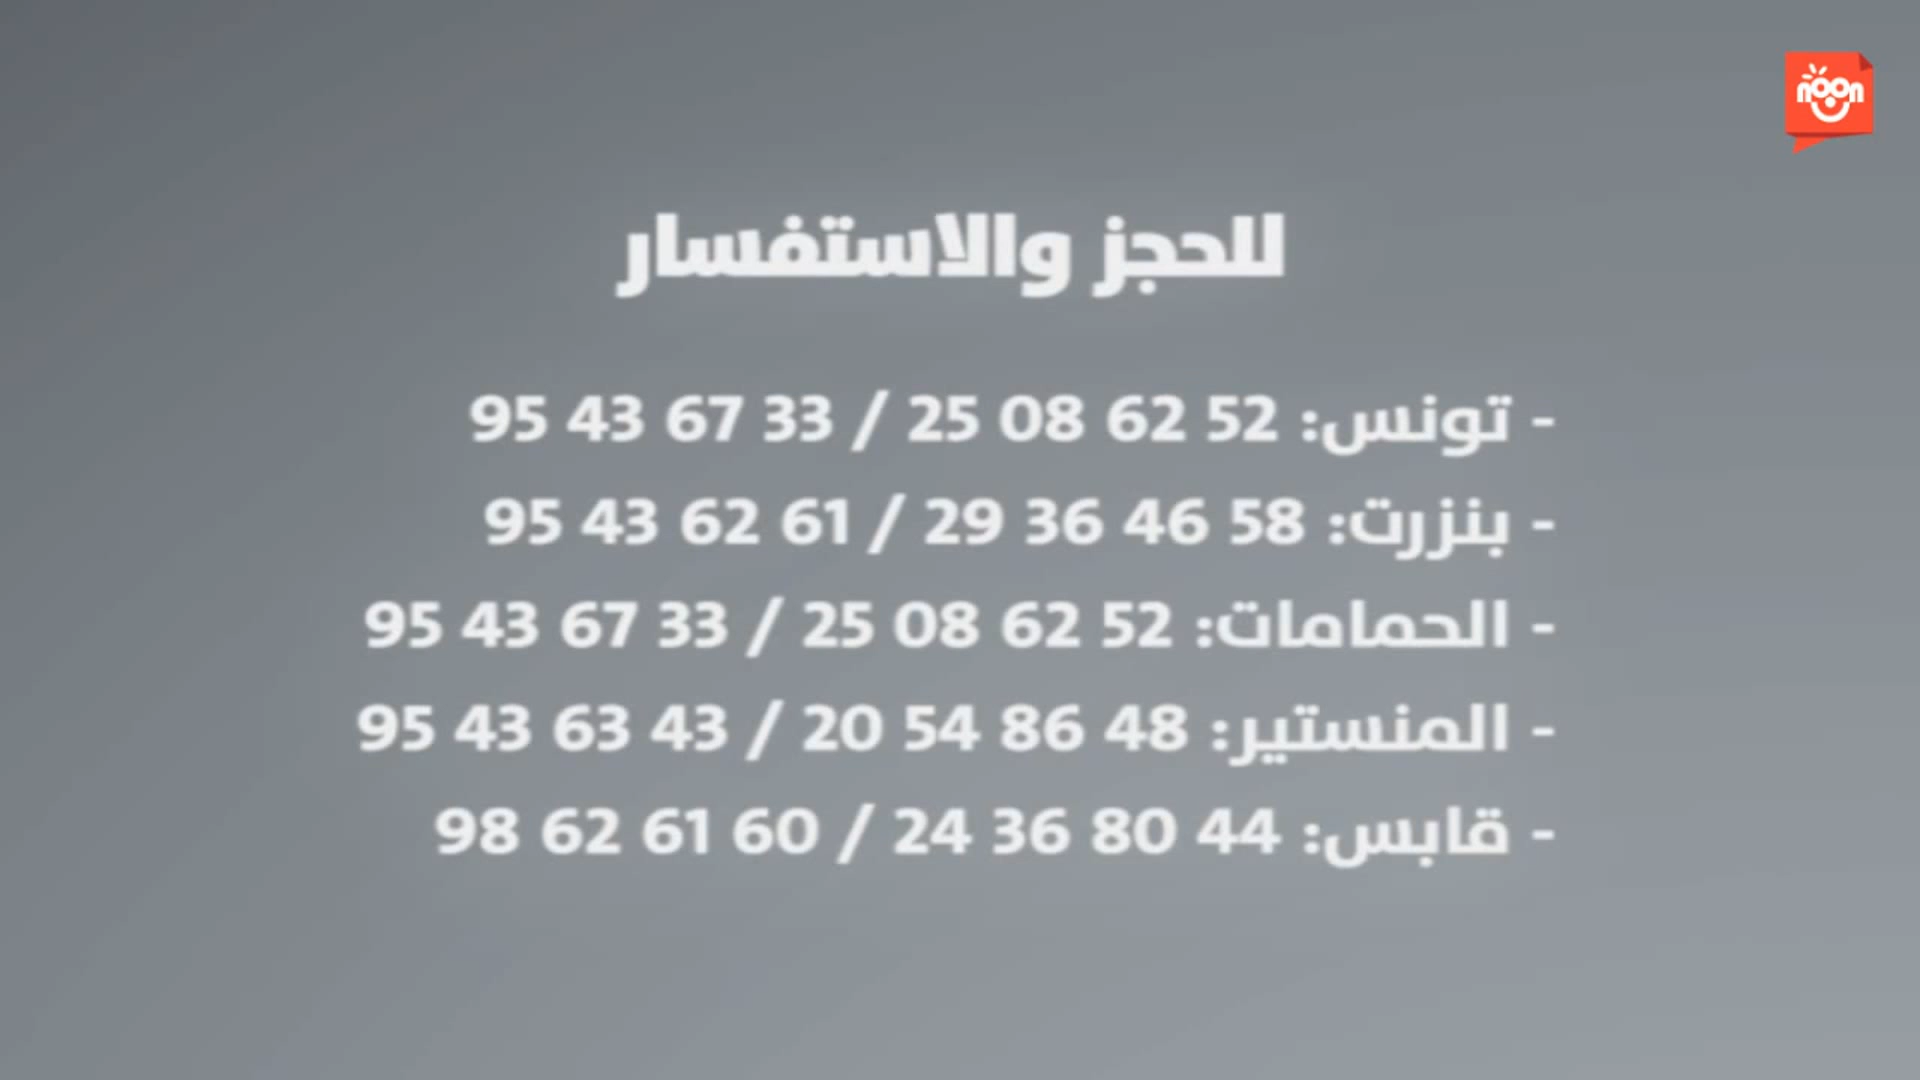 noon
للحجز والاستفسار
- تونس: 52 62 08 25 / 33 67 43 95
- بنزرت: 58 46 36 29 / 61 62 43 95
- الحمامات: 52 62 08 25 / 33 67 43 95
- المنستير: 48 86 54 20 / 43 63 43 95
- قابس: 44 80 36 24 / 60 61 62 98